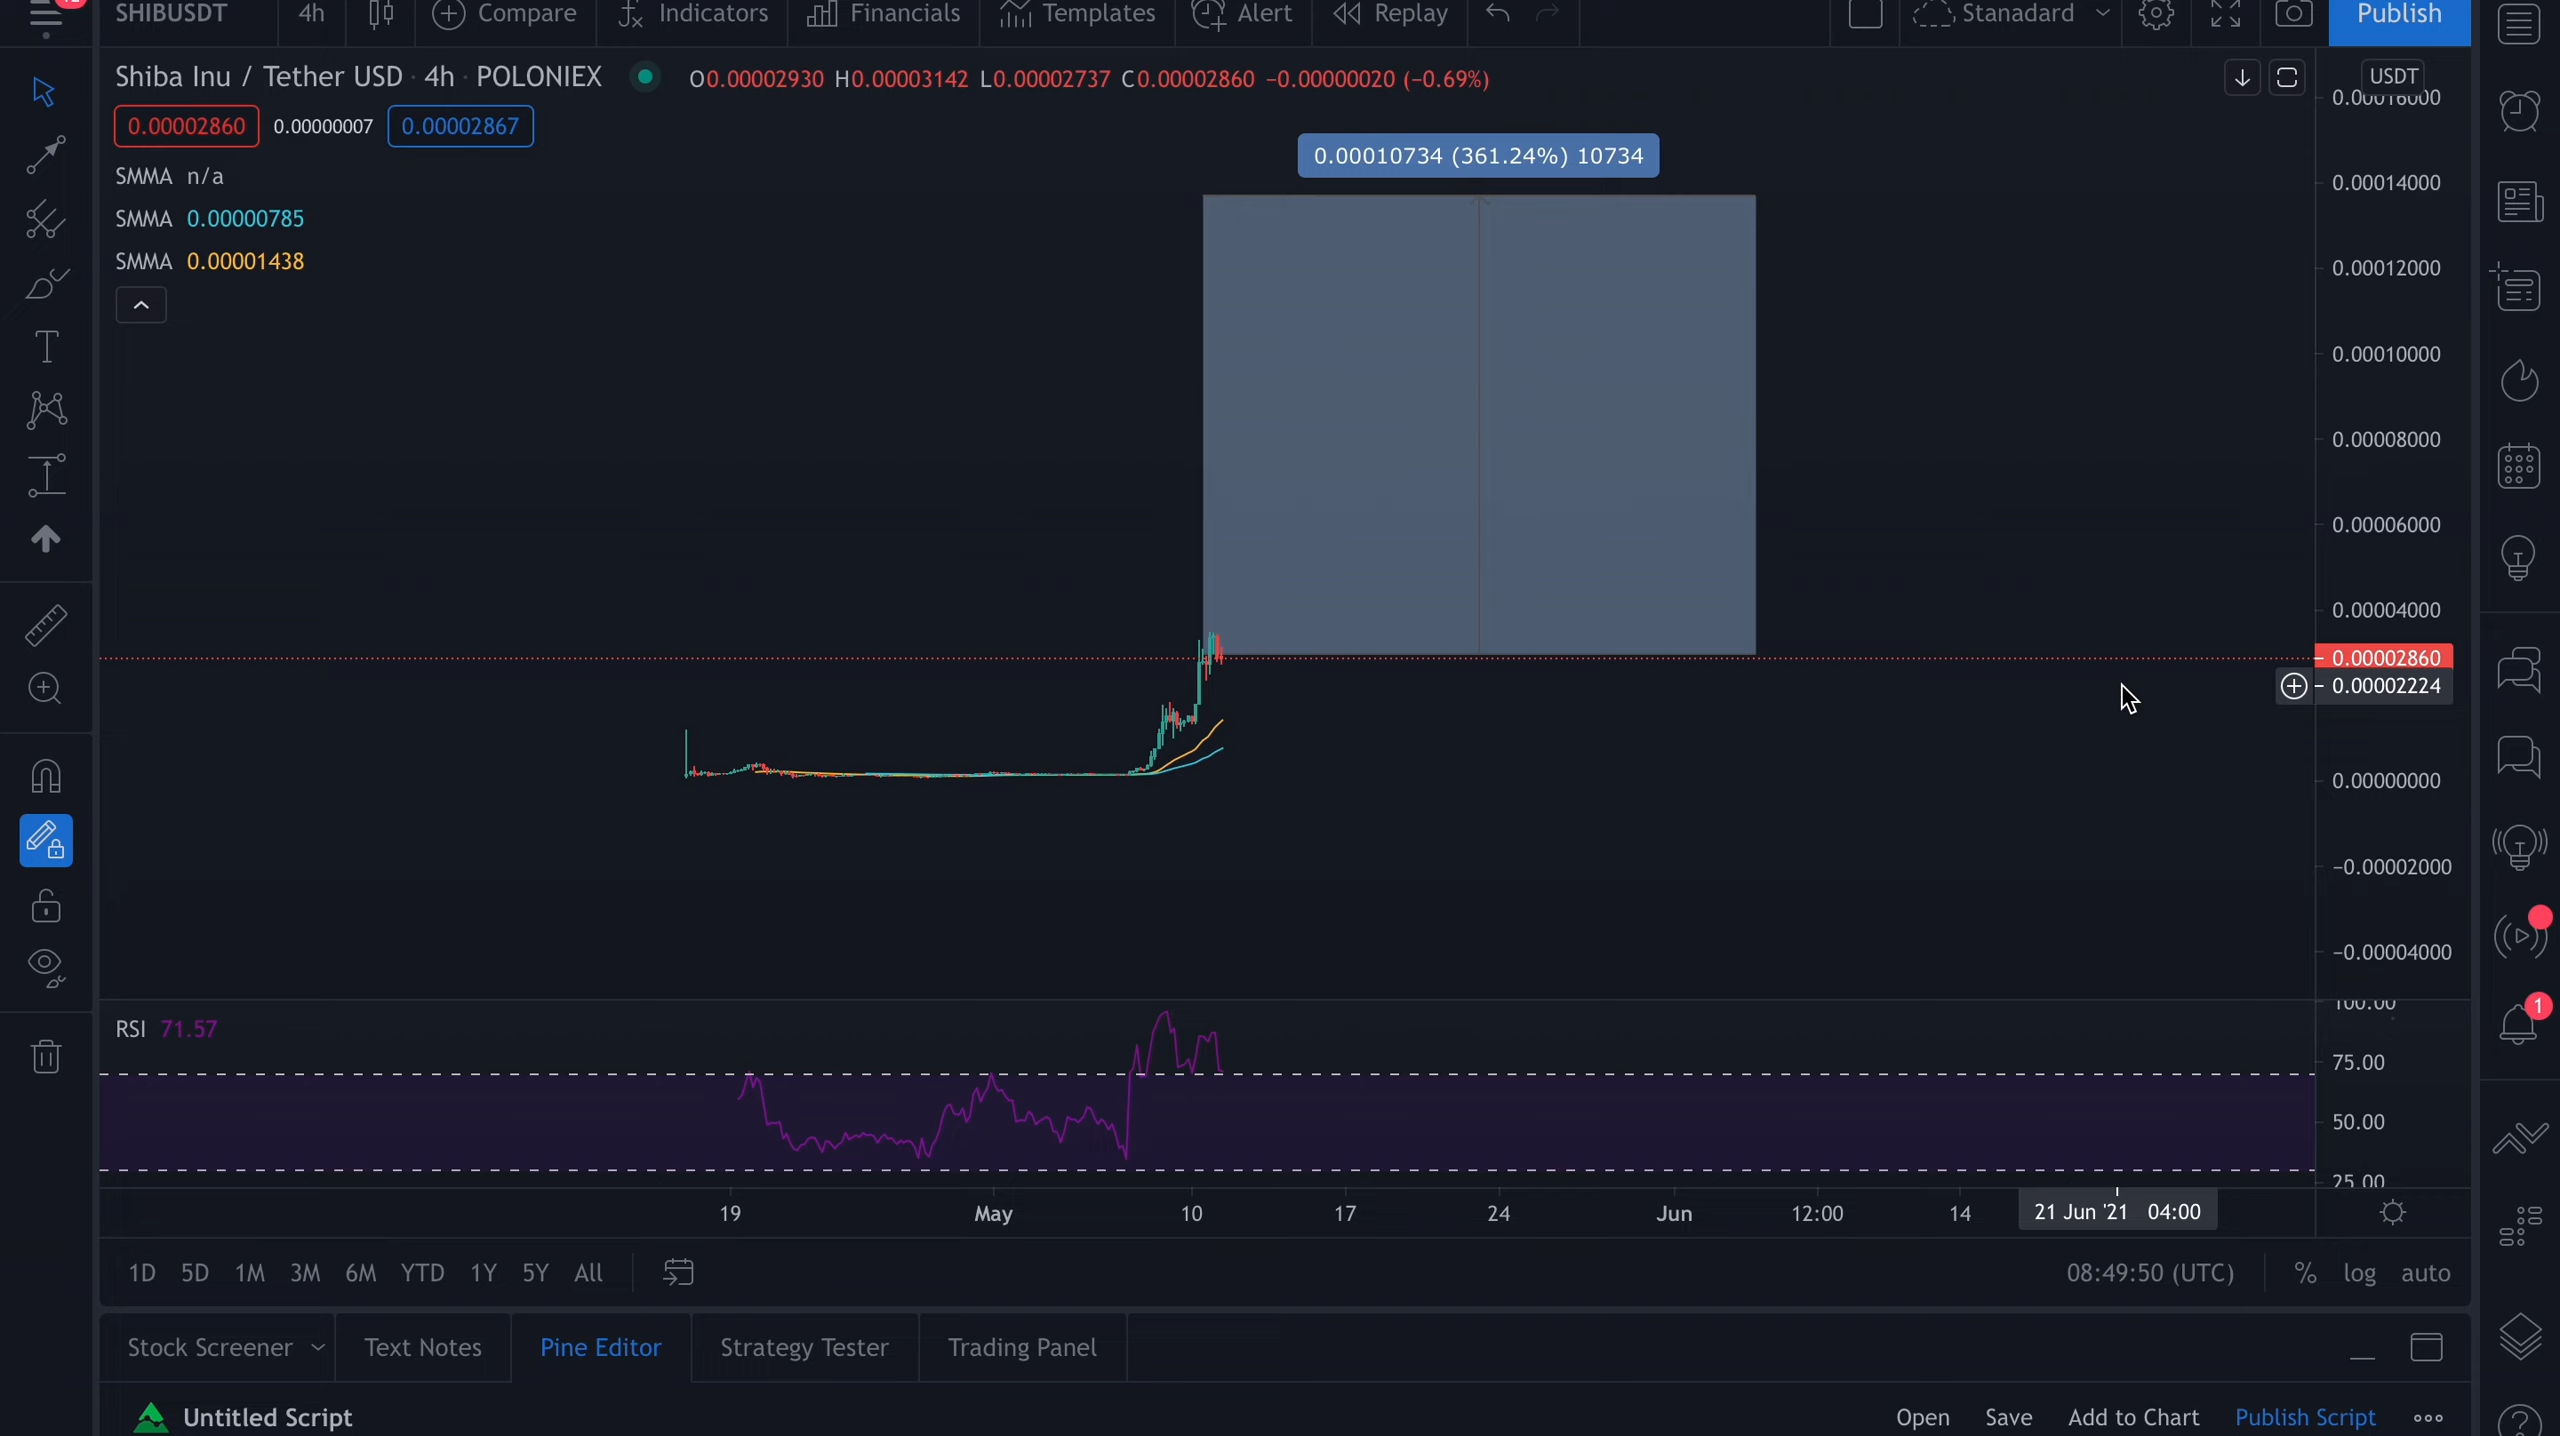 SHIBUSDT 4h Compare Indicators Financials Templates Alert Replay Stanadard Publish
Shiba Inu / Tether USD · 4h · POLONIEX O0.00002930 H0.00003142 L0.00002737 C0.00002860 −0.00000020 (−0.69%)
USDT
0.00016000
0.00002860 0.00000007 0.00002867
0.00010734 (361.24%) 10734
SMMA n/a
0.00014000
SMMA 0.00000785
SMMA 0.00001438
0.00012000
0.00010000
0.00008000
0.00006000
0.00004000
0.00002860
0.00002224
0.00000000
−0.00002000
−0.00004000
100.00
RSI 71.57
1
75.00
50.00
25.00
19 May 10 17 24 Jun 12:00 14 21 Jun '21 04:00
1D 5D 1M 3M 6M YTD 1Y 5Y All 08:49:50 (UTC) % log auto
Stock Screener Text Notes Pine Editor Strategy Tester Trading Panel
Untitled Script Open Save Add to Chart Publish Script